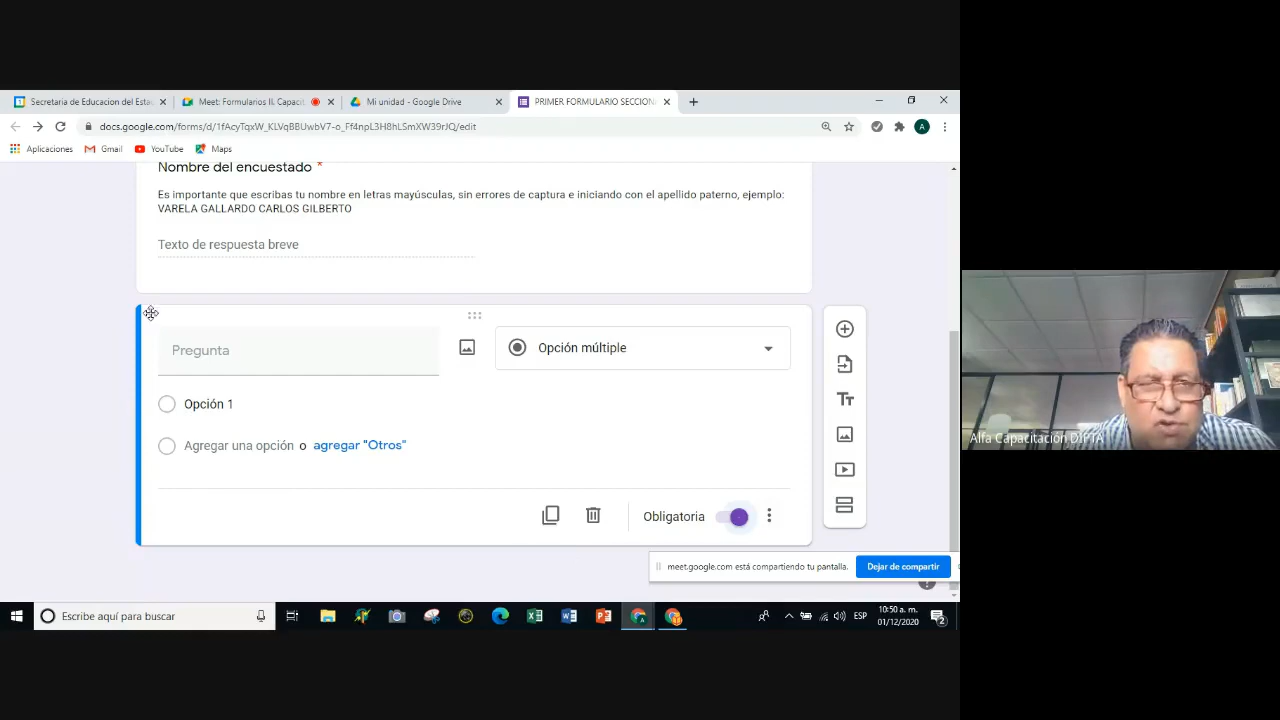 Secretaria de Educacion del Esta
Meet: Formularios II. Capacit
Mi unidad - Google Drive
PRIMER FORMULARIO SECCION
docs.google.com/forms/d/1fAcyTqxW_KLVqBBUwbV7-o_Ff4npL3H8hLSmXW39rJQ/edit
A
Aplicaciones
Gmail
YouTube
Maps
Nombre del encuestado *
Es importante que escribas tu nombre en letras mayúsculas, sin errores de captura e iniciando con el apellido paterno, ejemplo:
VARELA GALLARDO CARLOS GILBERTO
Texto de respuesta breve
Pregunta
Opción múltiple
Opción 1
Agregar una opción o agregar "Otros"
Obligatoria
Tt
meet.google.com está compartiendo tu pantalla.
Dejar de compartir
Alfa Capacitación DIPTA
Escribe aquí para buscar
ESP
10:50 a. m.
01/12/2020
2